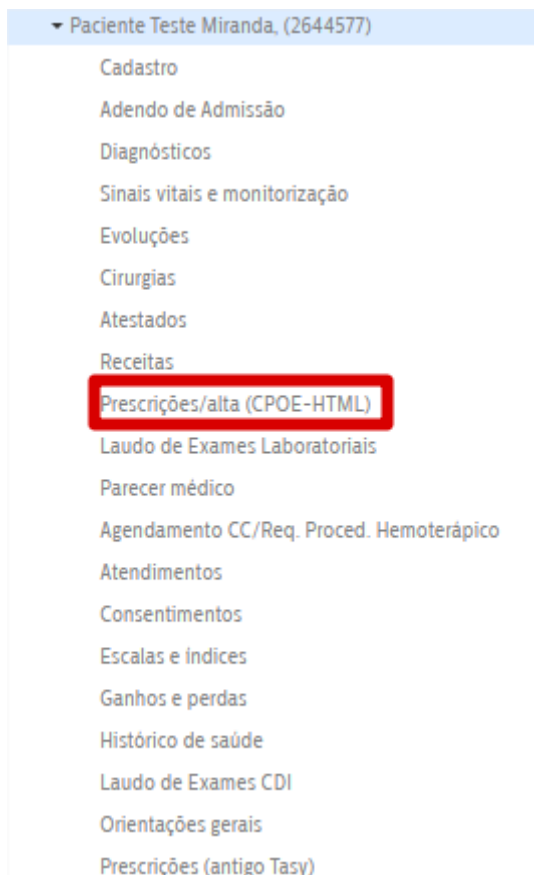 Paciente Teste Miranda, (2644577)
Cadastro
Adendo de Admissão
Diagnósticos
Sinais vitais e monitorização
Evoluções
Cirurgias
Atestados
Receitas
Prescrições/alta (CPOE-HTML)
Laudo de Exames Laboratoriais
Parecer médico
Agendamento CC/Req. Proced. Hemoterápico
Atendimentos
Consentimentos
Escalas e índices
Ganhos e perdas
Histórico de saúde
Laudo de Exames CDI
Orientações gerais
Prescrições (antigo Tasy)